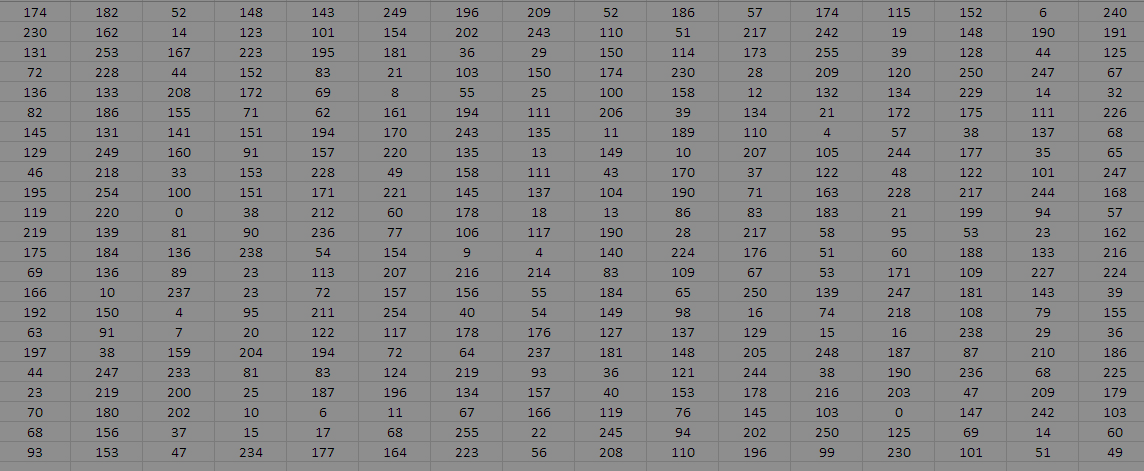 174 182 52 148 143 249 196 209 52 186 57 174 115 152 6 240
230 162 14 123 101 154 202 243 110 51 217 242 19 148 190 191
131 253 167 223 195 181 36 29 150 114 173 255 39 128 44 125
72 228 44 152 83 21 103 150 174 230 28 209 120 250 247 67
136 133 208 172 69 8 55 25 100 158 12 132 134 229 14 32
82 186 155 71 62 161 194 111 206 39 134 21 172 175 111 226
145 131 141 151 194 170 243 135 11 189 110 4 57 38 137 68
129 249 160 91 157 220 135 13 149 10 207 105 244 177 35 65
46 218 33 153 228 49 158 111 43 170 37 122 48 122 101 247
195 254 100 151 171 221 145 137 104 190 71 163 228 217 244 168
119 220 0 38 212 60 178 18 13 86 83 183 21 199 94 57
219 139 81 90 236 77 106 117 190 28 217 58 95 53 23 162
175 184 136 238 54 154 9 4 140 224 176 51 60 188 133 216
69 136 89 23 113 207 216 214 83 109 67 53 171 109 227 224
166 10 237 23 72 157 156 55 184 65 250 139 247 181 143 39
192 150 4 95 211 254 40 54 149 98 16 74 218 108 79 155
63 91 7 20 122 117 178 176 127 137 129 15 16 238 29 36
197 38 159 204 194 72 64 237 181 148 205 248 187 87 210 186
44 247 233 81 83 124 219 93 36 121 244 38 190 236 68 225
23 219 200 25 187 196 134 157 40 153 178 216 203 47 209 179
70 180 202 10 6 11 67 166 119 76 145 103 0 147 242 103
68 156 37 15 17 68 255 22 245 94 202 250 125 69 14 60
93 153 47 234 177 164 223 56 208 110 196 99 230 101 51 49